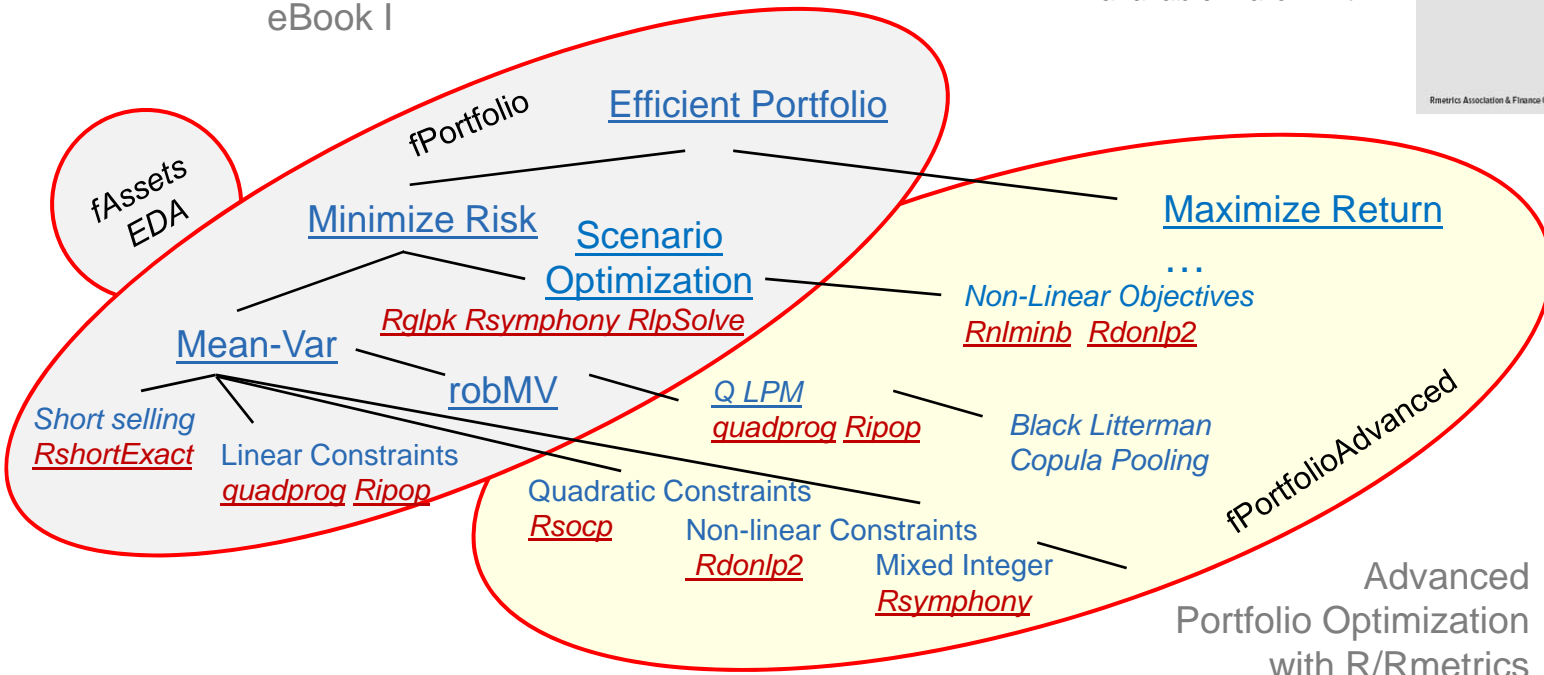 eBook I
Rmetrics Association & Finance
fPortfolio
Efficient Portfolio
fAssets
EDA
Minimize Risk
Scenario
Optimization
Rglpk Rsymphony RlpSolve
Maximize Return
…
Non-Linear Objectives
Rnlminb Rdonlp2
Mean-Var
robMV
Short selling
RshortExact
Linear Constraints
quadprog Ripop
Q LPM
quadprog Ripop
Black Litterman
Copula Pooling
fPortfolioAdvanced
Quadratic Constraints
Rsocp
Non-linear Constraints
Rdonlp2
Mixed Integer
Rsymphony
Advanced
Portfolio Optimization
with R/Rmetrics